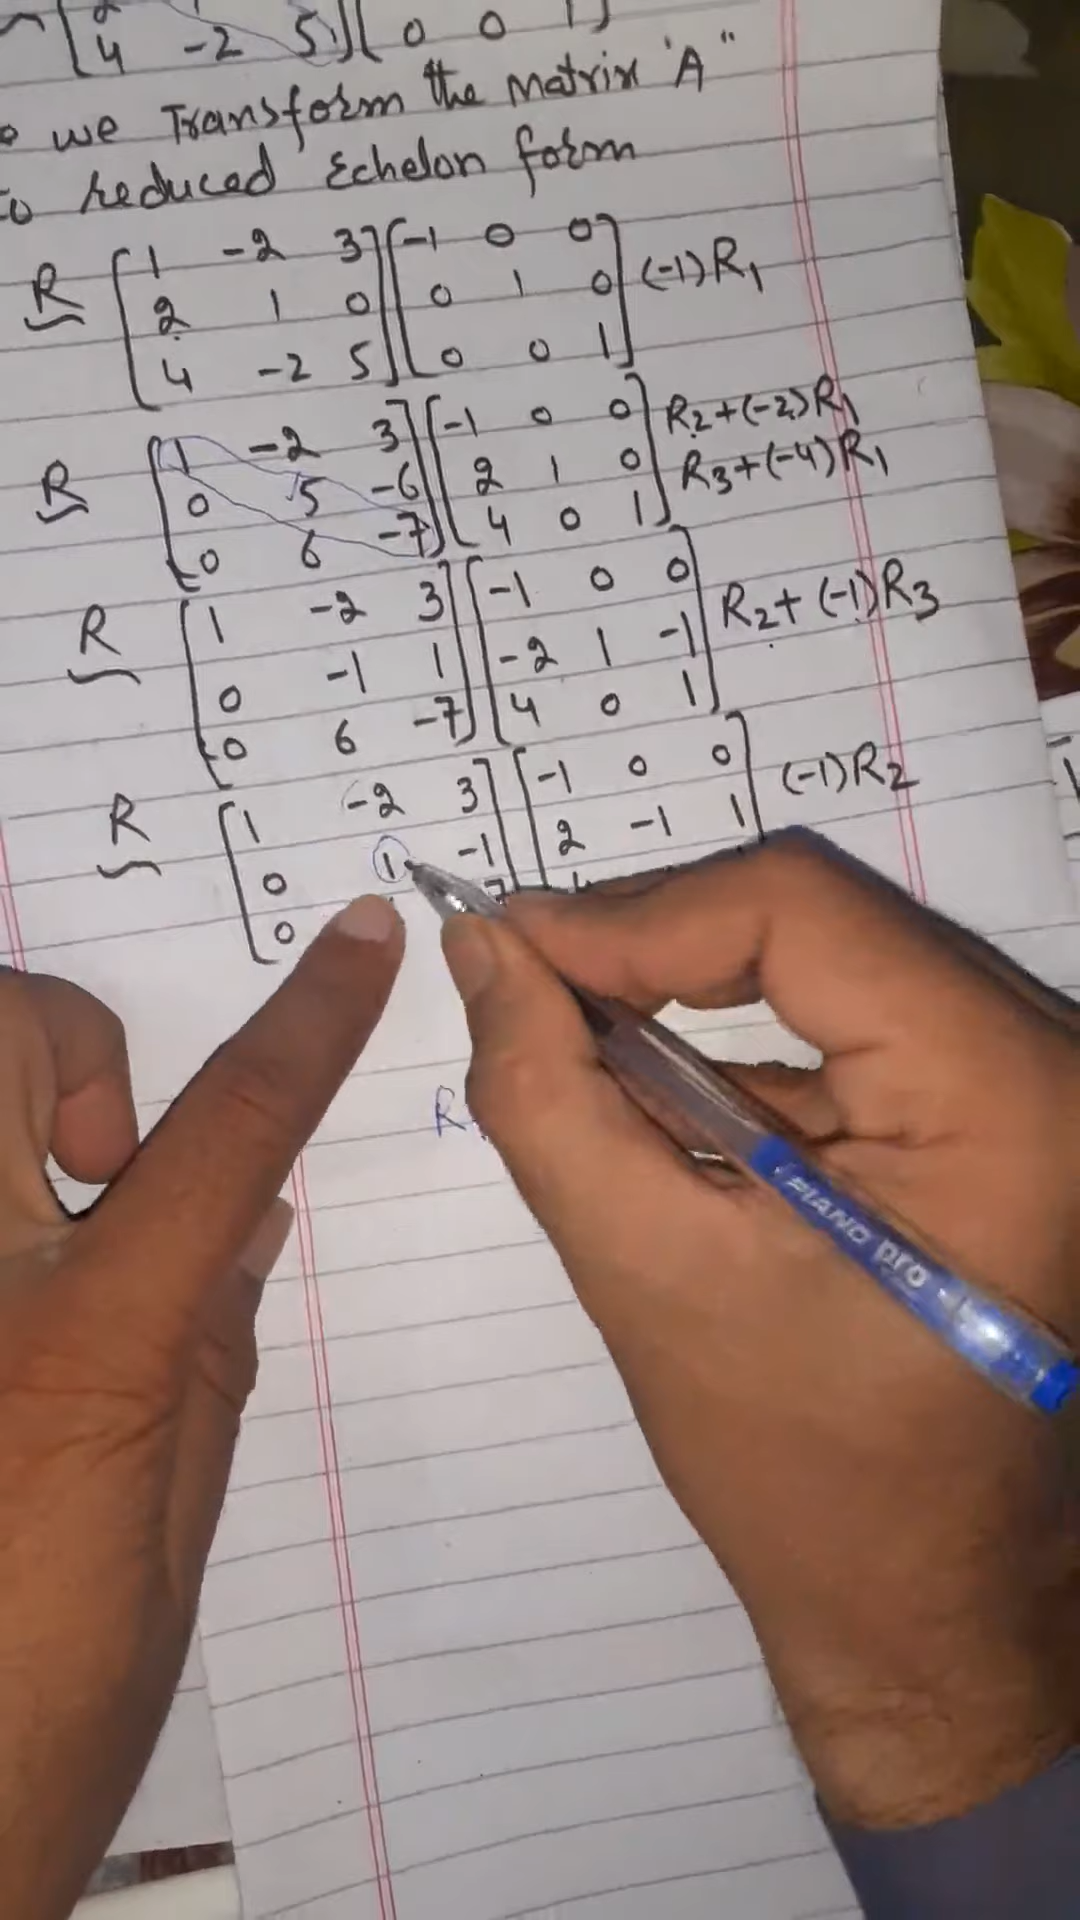 4 -2 5 0 0 1
we Transform the matrix "A"
to reduced Echelon form
R 1 -2 3 -1 0 0
2 1 0 0 1 0 (-1)R1
4 -2 5 0 0 1
R 1 -2 3 -1 0 0 R2+(-2)R1
0 5 -6 2 1 0 R3+(-4)R1
0 6 -7 4 0 1
R 1 -2 3 -1 0 0 R2+(-1)R3
0 -1 1 -2 1 -1
0 6 -7 4 0 1
R 1 -2 3 -1 0 0 (-1)R2
0 1 -1 2 -1 1
0 7 4
R
PIANO pro